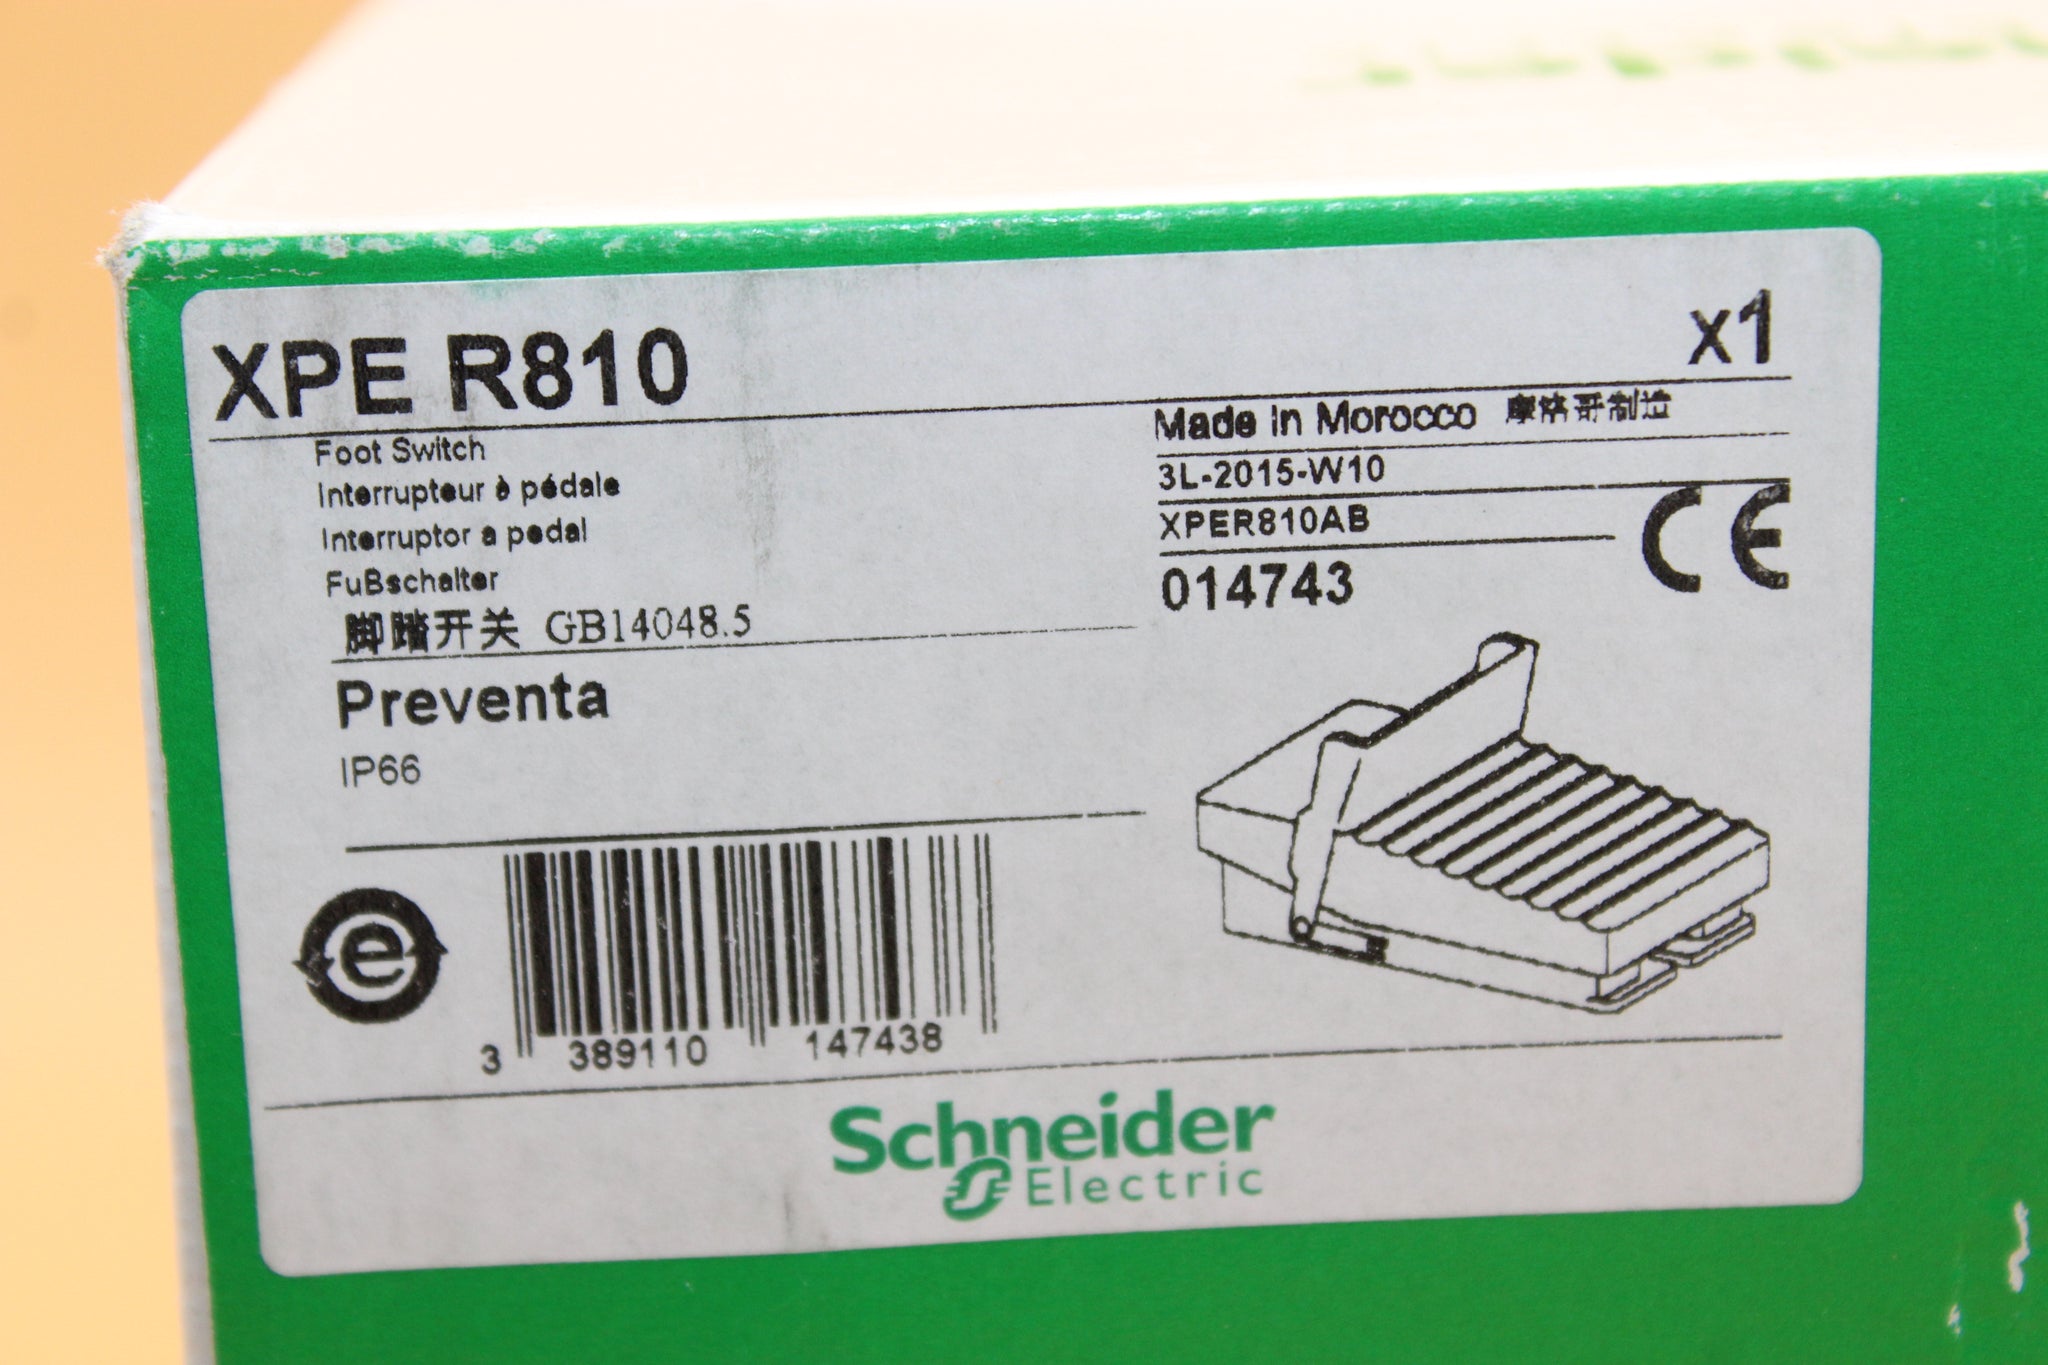 XPE R810
x1
Foot Switch
Interrupteur à pédale
Interruptor a pedal
Fußschalter
脚踏开关 GB14048.5
Preventa
IP66
Made in Morocco 摩洛哥制造
3L-2015-W10
XPER810AB
CE
014743
e
3 389110 147438
Schneider
Electric